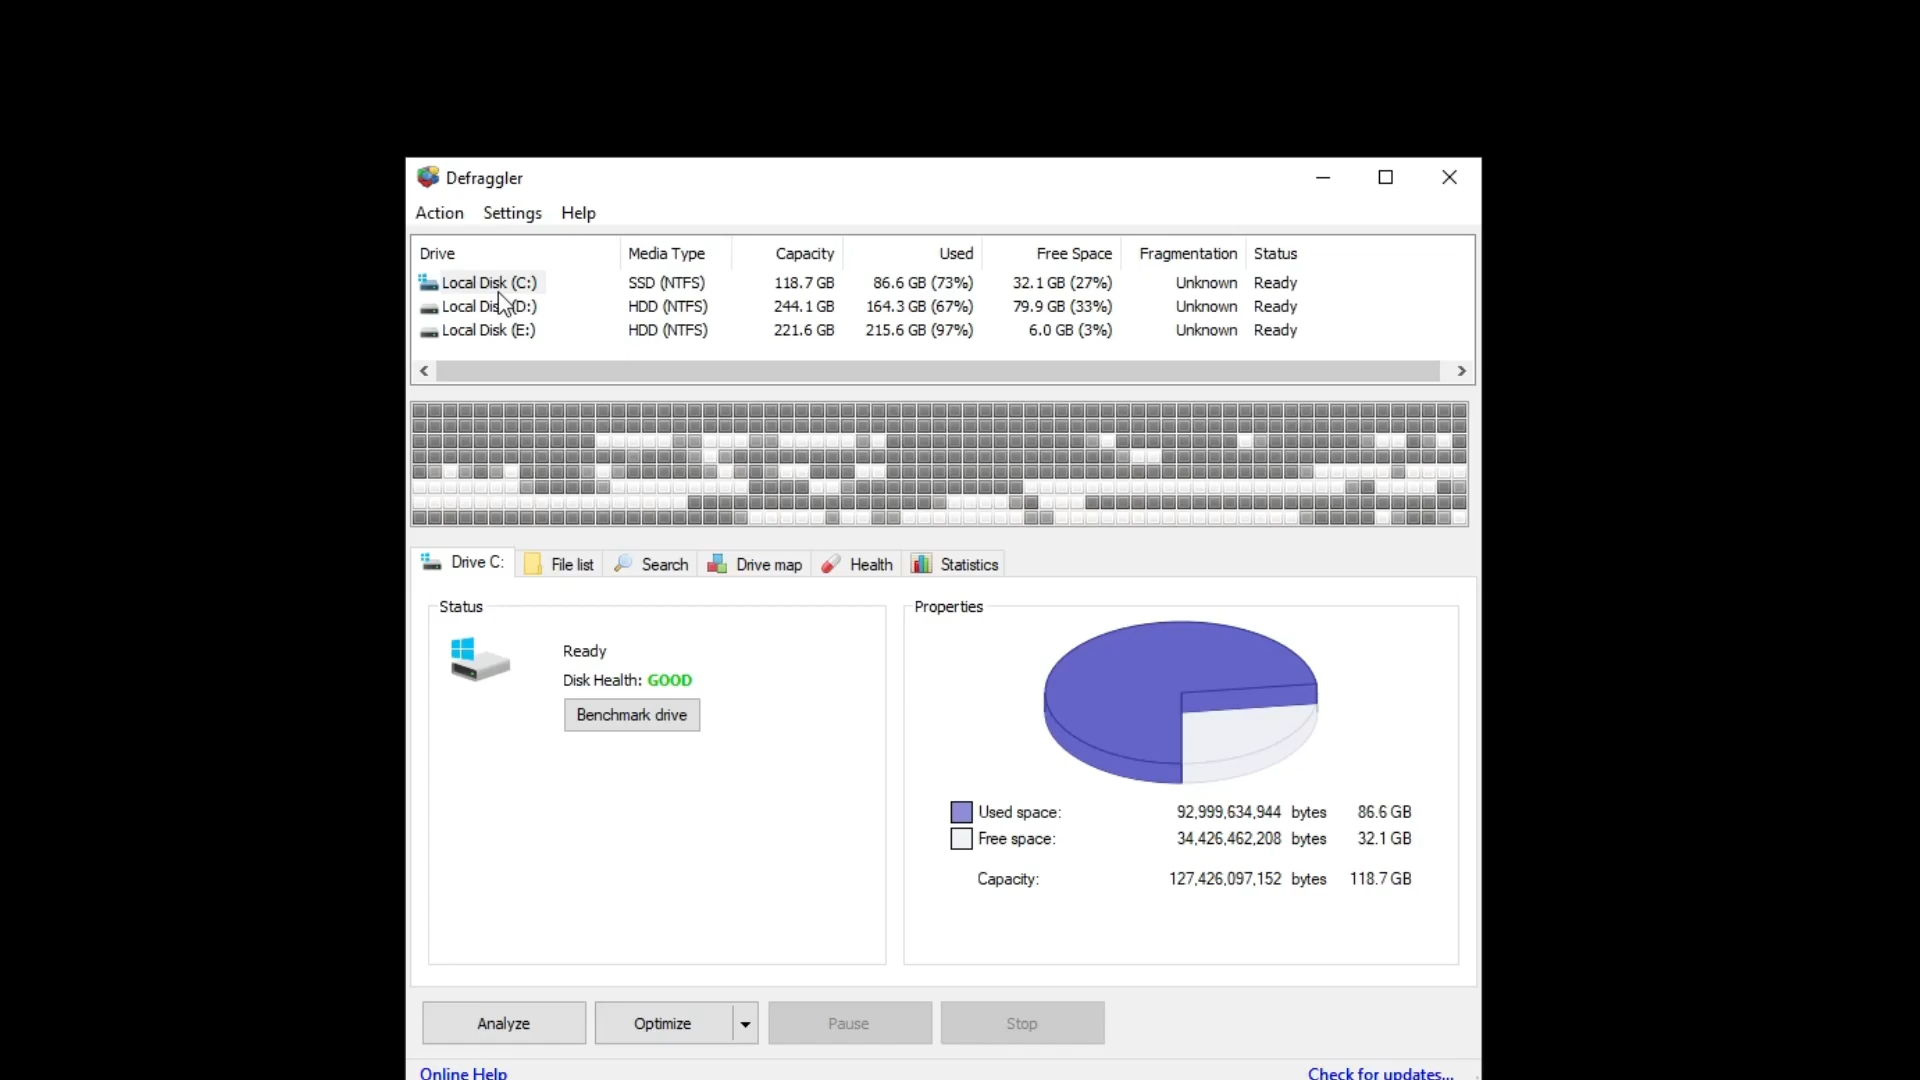 Defraggler
Action Settings Help
Drive Media Type Capacity Used Free Space Fragmentation Status
Local Disk (C:) SSD (NTFS) 118.7 GB 86.6 GB (73%) 32.1 GB (27%) Unknown Ready
Local Disk (D:) HDD (NTFS) 244.1 GB 164.3 GB (67%) 79.9 GB (33%) Unknown Ready
Local Disk (E:) HDD (NTFS) 221.6 GB 215.6 GB (97%) 6.0 GB (3%) Unknown Ready
Drive C: File list Search Drive map Health Statistics
Status
Ready
Disk Health: GOOD
Benchmark drive
Properties
Used space: 92,999,634,944 bytes 86.6 GB
Free space: 34,426,462,208 bytes 32.1 GB
Capacity: 127,426,097,152 bytes 118.7 GB
Analyze Optimize Pause Stop
Online Help Check for updates...